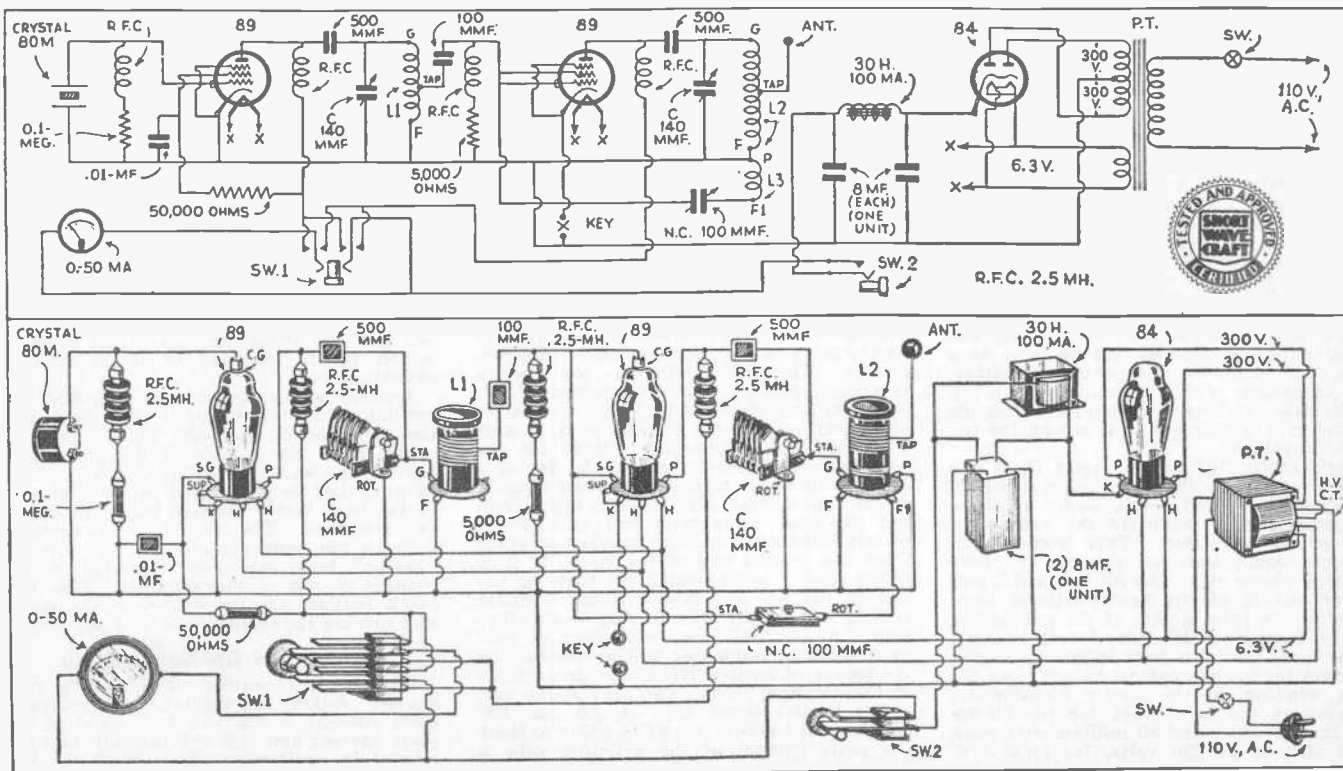 CRYSTAL
80 M
R.F.C.
89
500
MMF
100
MMF.
89
500
MMF.
ANT.
84
P.T.
SW.
G
G
R.F.C
TAP
R.F.C.
TAP
30 H.
100 MA.
300
V.
300
V.
110 V.,
A.C.
C
140
MMF.
L1
R.F.C
C
140
MMF.
L2
0.1-
MEG.
X X
F
X X
F
P
X
6.3 V.
X
.01-MF.
5,000
OHMS
L3
F1
8 MF.
(EACH)
(ONE
UNIT)
50,000 OHMS
KEY
X
N.C. 100 MMF.
0-50 MA
SW.1
SW.2
R.F.C. 2.5 MH.
TESTED AND APPROVED
SHORT
WAVE
CRAFT
CERTIFIED
CRYSTAL
80 M.
89
500
MMF.
100
MMF.
R.F.C.
2.5-MH.
89
500
MMF
ANT.
30 H.
100 MA.
84
300 V.
300 V.
C.G
C.G
R.F.C.
2.5MH.
R.F.C
2.5 MH
L1
R.F.C.
2.5 MH
L2
STA.
TAP
STA.
TAP
S.G P
SUP.
K H H
G
F
ROT.
S.G P
SUP.
K H H
ROT.
G P
F F1
P P
K
H H
P.T.
H.V.
C.T.
0.1-
MEG.
C
140
MMF
5,000
OHMS
C
140
MMF.
.01-
MF.
(2) 8 MF.
(ONE
UNIT)
50,000
OHMS
STA. ROT.
0-50 MA.
N.C. 100 MMF.
KEY
6.3V.
SW.1
SW.
SW.2
110 V., A.C.